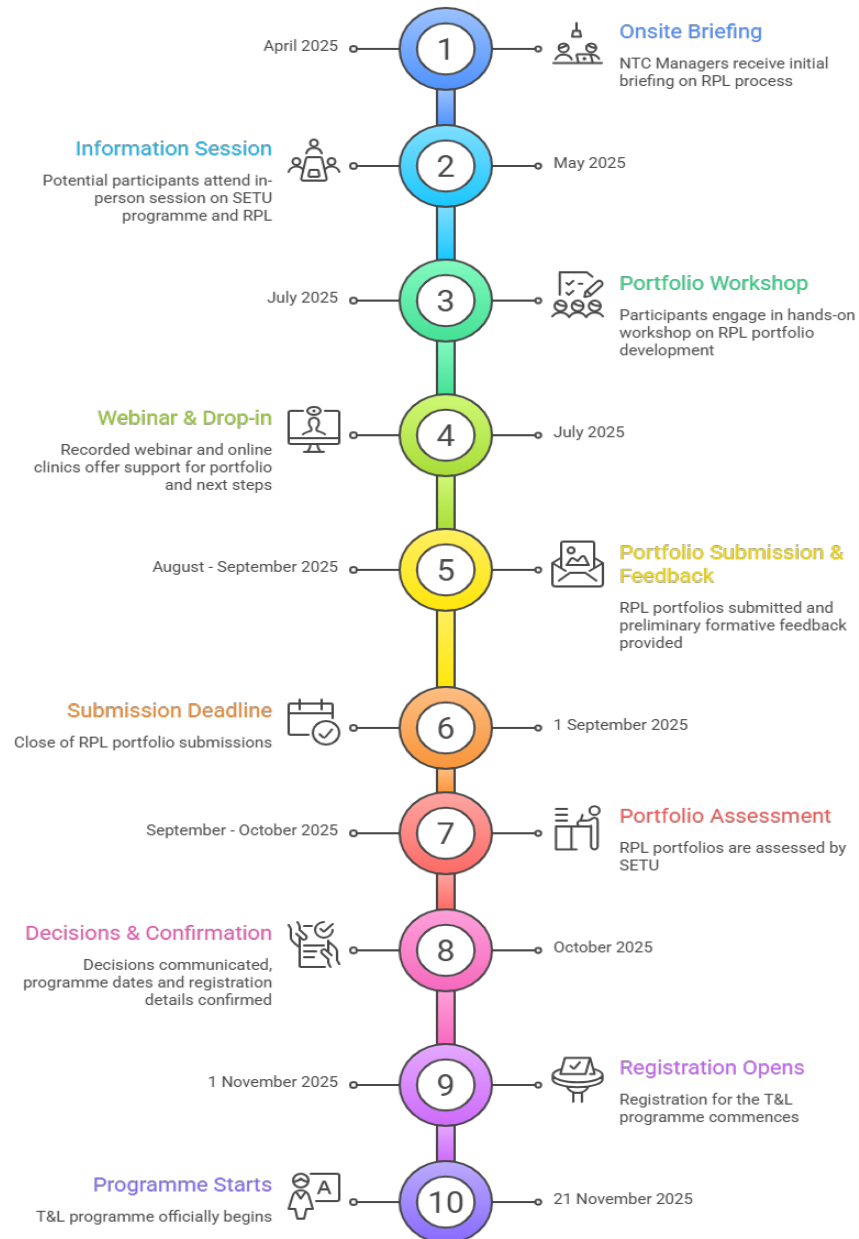 April 2025
1
Onsite Briefing
NTC Managers receive initial
briefing on RPL process
Information Session
Potential participants attend in-
person session on SETU
programme and RPL
2
May 2025
July 2025
3
Portfolio Workshop
Participants engage in hands-on
workshop on RPL portfolio
development
Webinar & Drop-in
Recorded webinar and online
clinics offer support for portfolio
and next steps
4
July 2025
August - September 2025
5
Portfolio Submission &
Feedback
RPL portfolios submitted and
preliminary formative feedback
provided
Submission Deadline
Close of RPL portfolio submissions
6
1 September 2025
September - October 2025
7
Portfolio Assessment
RPL portfolios are assessed by
SETU
Decisions & Confirmation
Decisions communicated,
programme dates and registration
details confirmed
8
October 2025
1 November 2025
9
Registration Opens
Registration for the T&L
programme commences
Programme Starts
T&L programme officially begins
A
10
21 November 2025